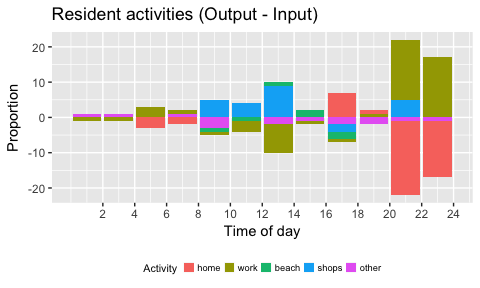 Resident activities (Output - Input)
Proportion
20
10
0
-10
-20
2 4 6 8 10 12 14 16 18 20 22 24
Time of day
Activity home work beach shops other